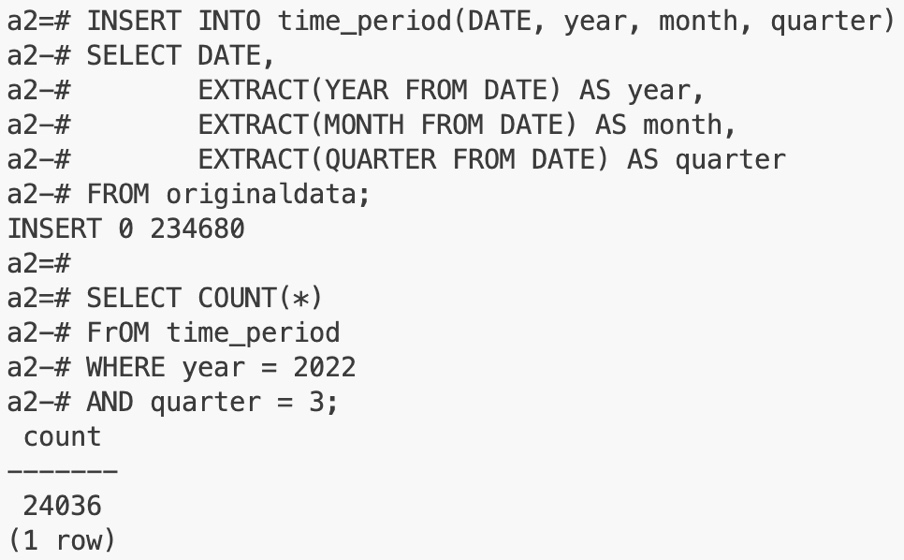 a2=# INSERT INTO time_period(DATE, year, month, quarter)
a2-# SELECT DATE,
a2-#        EXTRACT(YEAR FROM DATE) AS year,
a2-#        EXTRACT(MONTH FROM DATE) AS month,
a2-#        EXTRACT(QUARTER FROM DATE) AS quarter
a2-# FROM originaldata;
INSERT 0 234680
a2=#
a2=# SELECT COUNT(*)
a2-# FrOM time_period
a2-# WHERE year = 2022
a2-# AND quarter = 3;
 count
-------
 24036
(1 row)